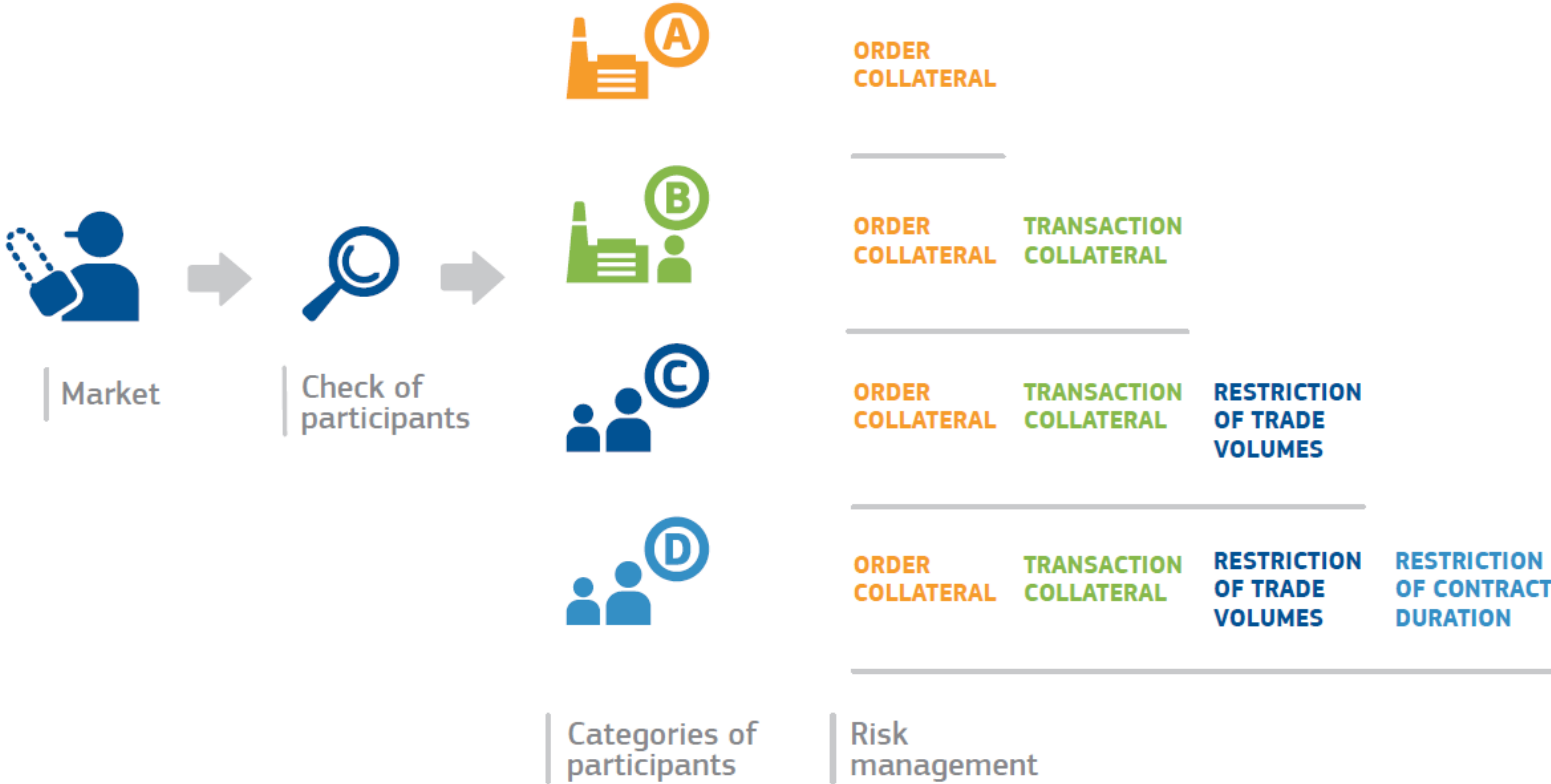 A
ORDER
COLLATERAL
B
ORDER
COLLATERAL
TRANSACTION
COLLATERAL
Market
Check of
participants
C
ORDER
COLLATERAL
TRANSACTION
COLLATERAL
RESTRICTION
OF TRADE
VOLUMES
D
ORDER
COLLATERAL
TRANSACTION
COLLATERAL
RESTRICTION
OF TRADE
VOLUMES
RESTRICTION
OF CONTRACT
DURATION
Categories of
participants
Risk
management